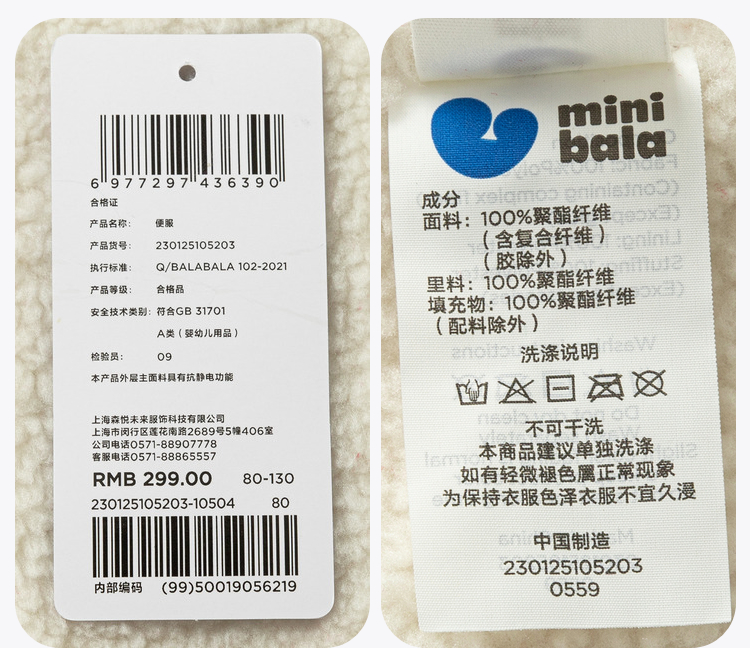 6 977297 436390
合格证
产品名称： 便服
产品货号： 230125105203
执行标准： Q/BALABALA 102-2021
产品等级： 合格品
安全技术类别：符合GB 31701
A类（婴幼儿用品）
检验员： 09
本产品外层主面料具有抗静电功能
上海森悦未来服饰科技有限公司
上海市闵行区莲花南路2689号5幢406室
公司电话0571-88907778
客服电话0571-88865557
RMB 299.00 80-130
230125105203-10504 80
内部编码 (99)50019056219
mini
bala
成分
面料：100%聚酯纤维
（含复合纤维）
（胶除外）
里料：100%聚酯纤维
填充物：100%聚酯纤维
（配料除外）
洗涤说明
不可干洗
本商品建议单独洗涤
如有轻微褪色属正常现象
为保持衣服色泽衣服不宜久漫
中国制造
230125105203
0559